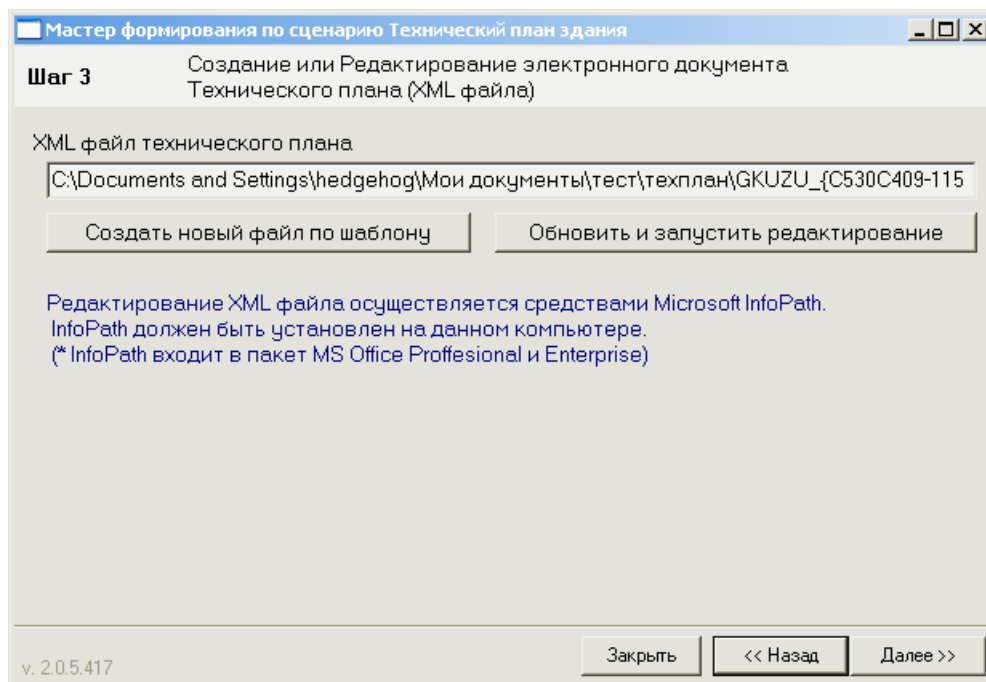 Мастер формирования по сценарию Технический план здания
Шаг 3
Создание или Редактирование электронного документа
Технического плана (XML файла)
XML файл технического плана
C:\Documents and Settings\hedgehog\Мои документы\тест\техплан\GKUZU_{C530C409-115
Создать новый файл по шаблону
Обновить и запустить редактирование
Редактирование XML файла осуществляется средствами Microsoft InfoPath.
InfoPath должен быть установлен на данном компьютере.
(* InfoPath входит в пакет MS Office Proffesional и Enterprise)
v. 2.0.5.417
Закрыть
<< Назад
Далее >>